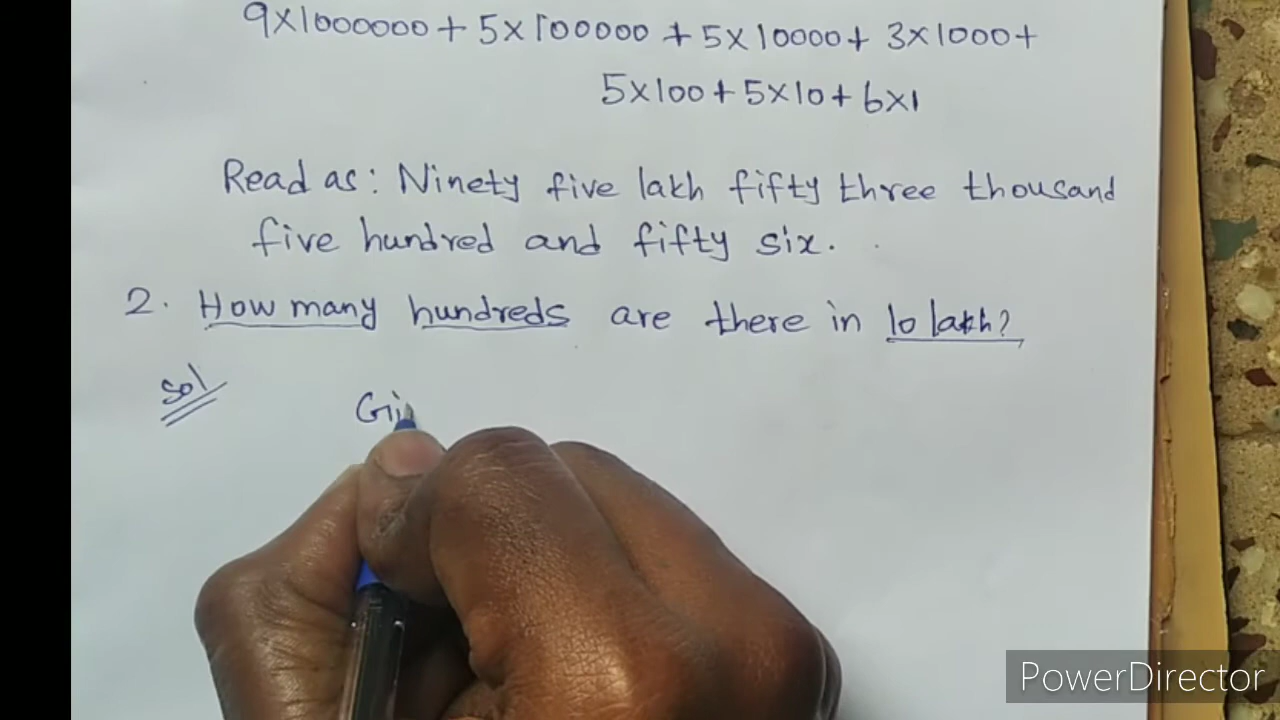 9×1000000+ 5×100000 + 5×10000+ 3×1000+
5×100+5×10+6×1
Read as: Ninety five lakh fifty three thousand
five hundred and fifty six.
2. How many hundreds are there in 10 lakh?
Sol
Gi
PowerDirector